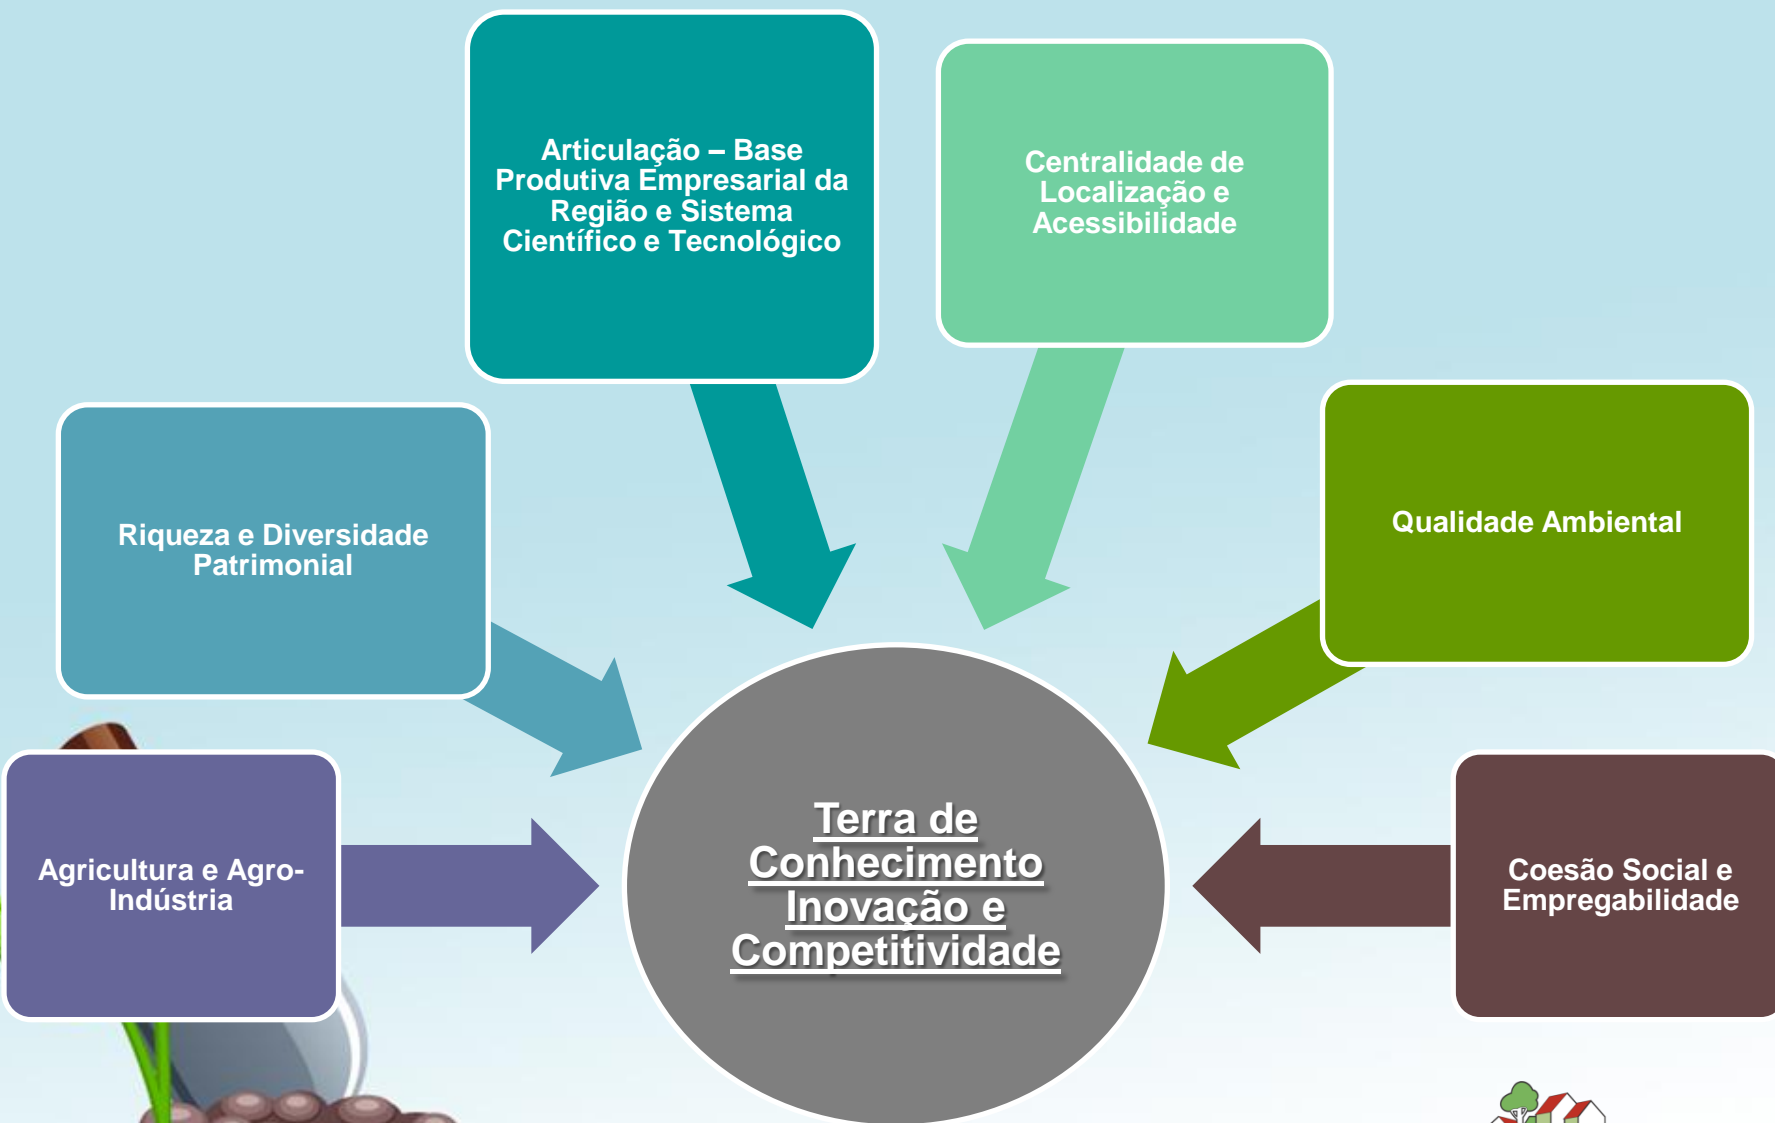 Articulação – Base
Produtiva Empresarial da
Região e Sistema
Científico e Tecnológico
Centralidade de
Localização e
Acessibilidade
Riqueza e Diversidade
Patrimonial
Qualidade Ambiental
Agricultura e Agro-
Indústria
Terra de
Conhecimento
Inovação e
Competitividade
Coesão Social e
Empregabilidade